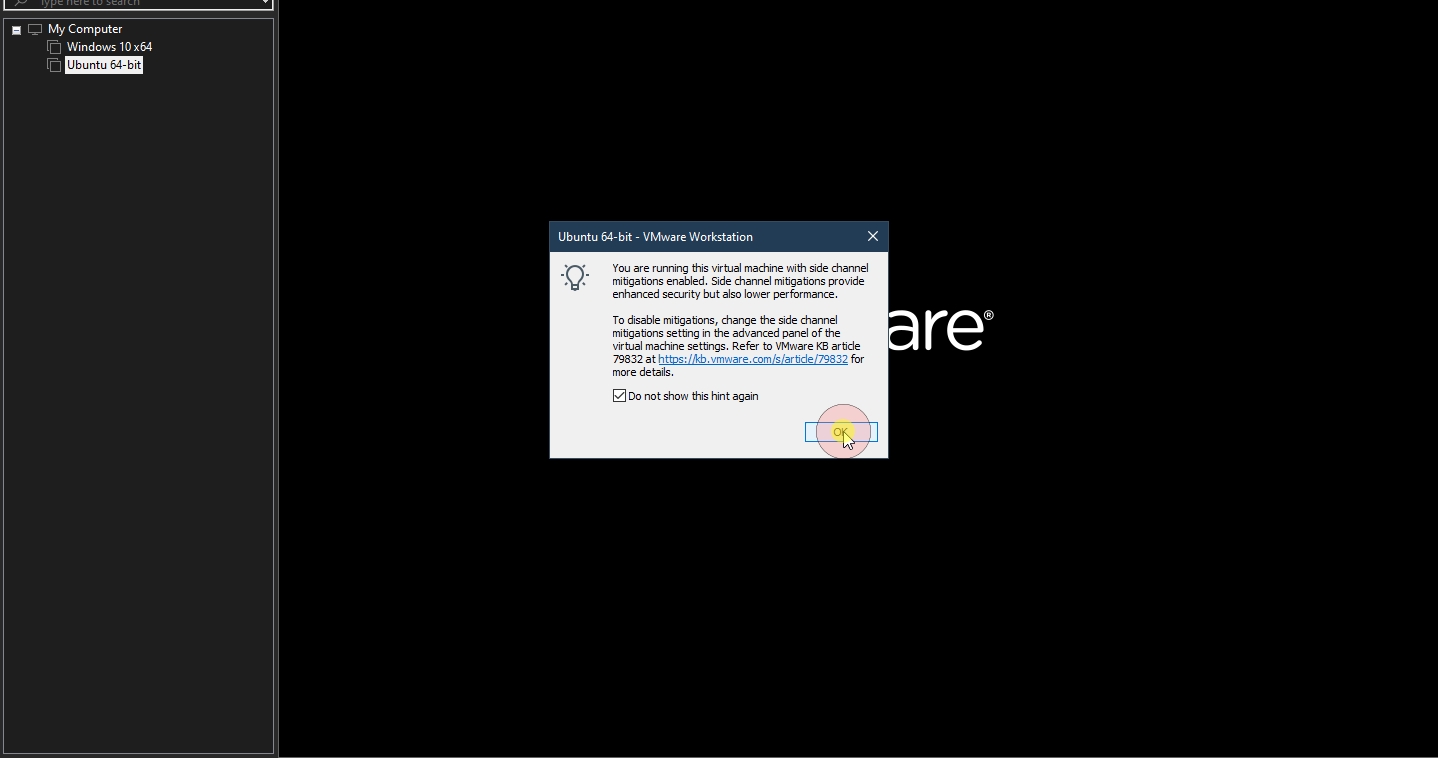 Type here to search
My Computer
Windows 10 x64
Ubuntu 64-bit
Ubuntu 64-bit - VMware Workstation
You are running this virtual machine with side channel
mitigations enabled. Side channel mitigations provide
enhanced security but also lower performance.
To disable mitigations, change the side channel
mitigations setting in the advanced panel of the
virtual machine settings. Refer to VMware KB article
79832 at https://kb.vmware.com/s/article/79832 for
more details.
are®
Do not show this hint again
OK